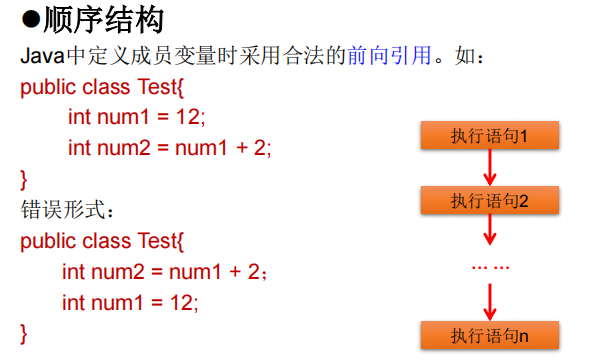 ●顺序结构
Java中定义成员变量时采用合法的前向引用。如：
public class Test{
int num1 = 12;
int num2 = num1 + 2;
}
错误形式：
public class Test{
int num2 = num1 + 2；
int num1 = 12;
}
执行语句1
执行语句2
… …
执行语句n